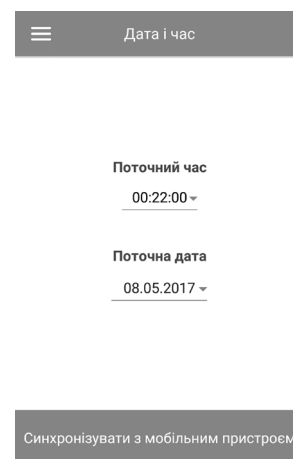 Дата і час
Поточний час
00:22:00
Поточна дата
08.05.2017
Синхронізувати з мобільним пристроєм